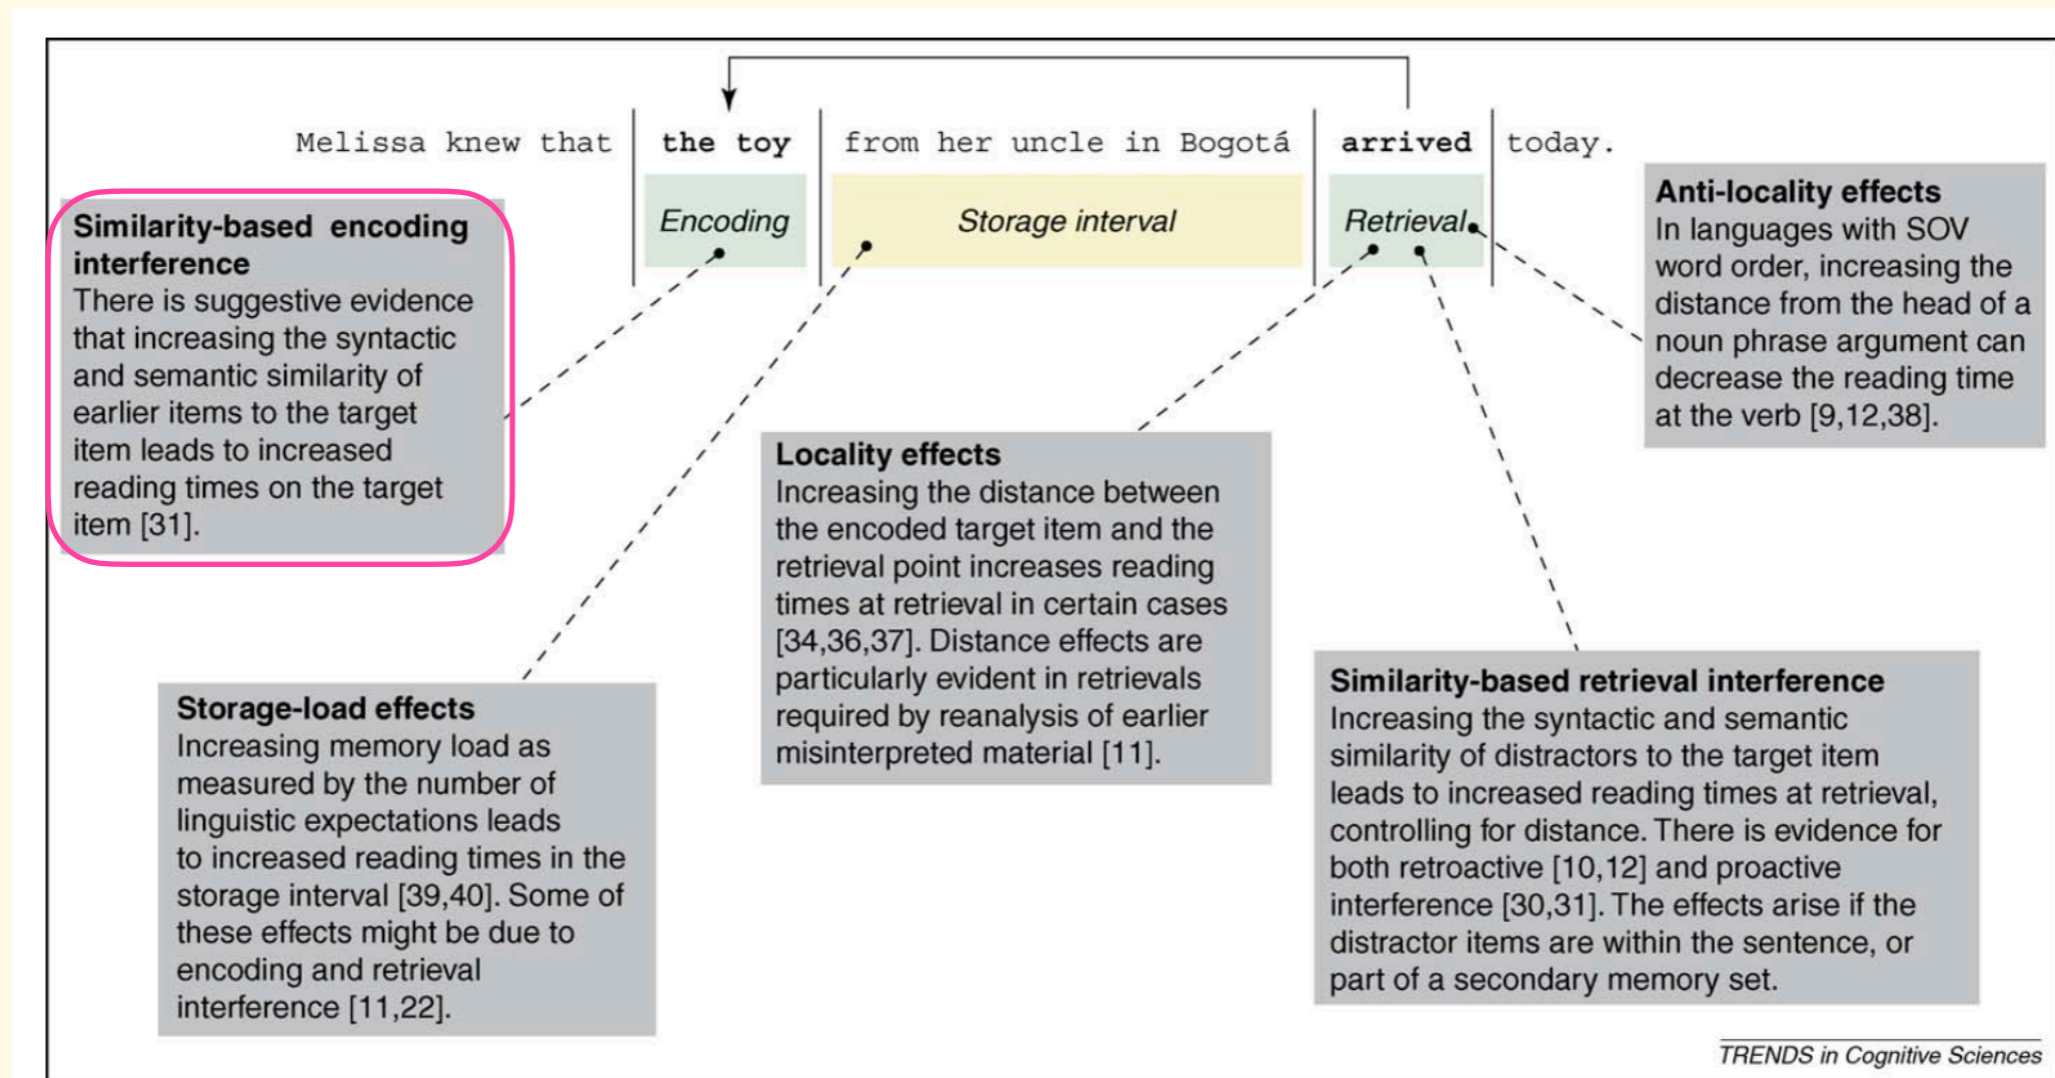 Melissa knew that the toy from her uncle in Bogotá arrived today.
Encoding
Storage interval
Retrieval
Similarity-based encoding
interference
There is suggestive evidence
that increasing the syntactic
and semantic similarity of
earlier items to the target
item leads to increased
reading times on the target
item [31].
Anti-locality effects
In languages with SOV
word order, increasing the
distance from the head of a
noun phrase argument can
decrease the reading time
at the verb [9,12,38].
Locality effects
Increasing the distance between
the encoded target item and the
retrieval point increases reading
times at retrieval in certain cases
[34,36,37]. Distance effects are
particularly evident in retrievals
required by reanalysis of earlier
misinterpreted material [11].
Storage-load effects
Increasing memory load as
measured by the number of
linguistic expectations leads
to increased reading times in the
storage interval [39,40]. Some of
these effects might be due to
encoding and retrieval
interference [11,22].
Similarity-based retrieval interference
Increasing the syntactic and semantic
similarity of distractors to the target item
leads to increased reading times at retrieval,
controlling for distance. There is evidence for
both retroactive [10,12] and proactive
interference [30,31]. The effects arise if the
distractor items are within the sentence, or
part of a secondary memory set.
TRENDS in Cognitive Sciences